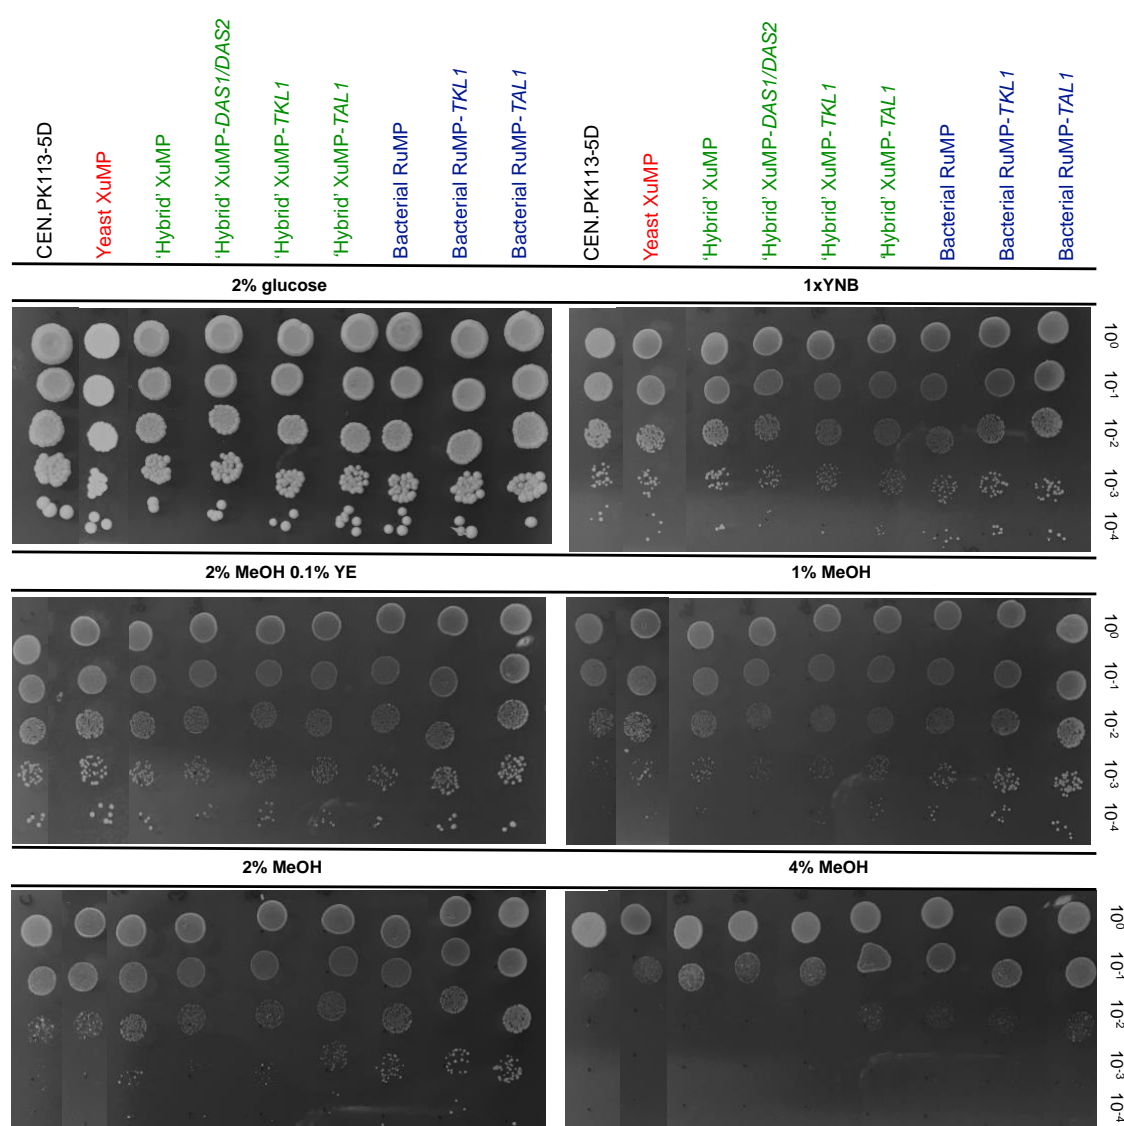 CEN.PK113-5D
Yeast XuMP
'Hybrid' XuMP
'Hybrid' XuMP-DAS1/DAS2
'Hybrid' XuMP-TKL1
'Hybrid' XuMP-TAL1
Bacterial RuMP
Bacterial RuMP-TKL1
Bacterial RuMP-TAL1
CEN.PK113-5D
Yeast XuMP
'Hybrid' XuMP
'Hybrid' XuMP-DAS1/DAS2
'Hybrid' XuMP-TKL1
'Hybrid' XuMP-TAL1
Bacterial RuMP
Bacterial RuMP-TKL1
Bacterial RuMP-TAL1
2% glucose
1xYNB
10⁰
10⁻¹
10⁻²
10⁻³
10⁻⁴
2% MeOH 0.1% YE
1% MeOH
10⁰
10⁻¹
10⁻²
10⁻³
10⁻⁴
2% MeOH
4% MeOH
10⁰
10⁻¹
10⁻²
10⁻³
10⁻⁴